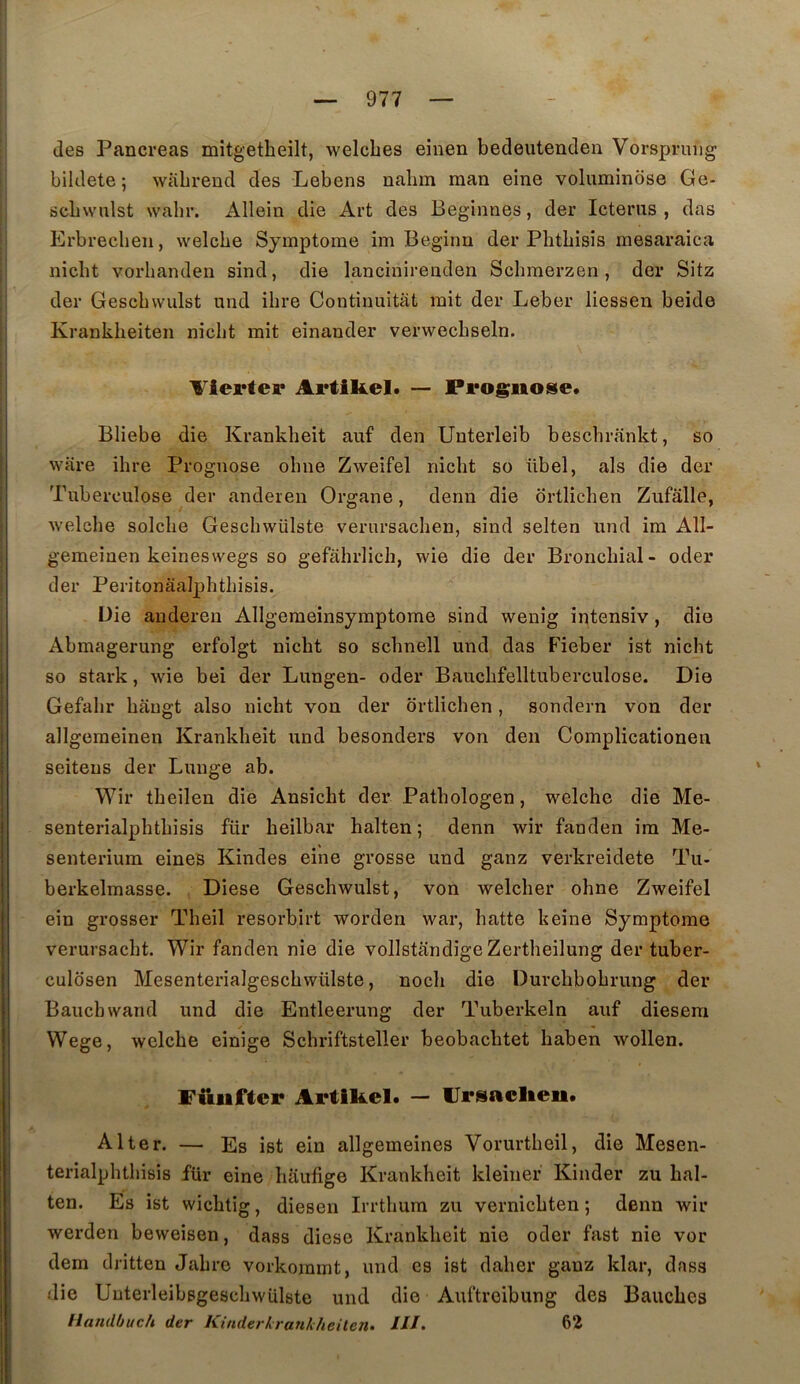 — 977 —
des Pancreas mitgetheilt, welches einen bedeutenden Vorsprung
bildete; während des Lebens nahm man eine voluminöse Ge-
schwulst wahr. Allein die Art des Beginnes, der Icterus, das
Erbrechen, welche Symptome im Beginn der Phthisis mesaraica
nicht vorhanden sind, die lancinirenden Schmerzen, der Sitz
der Geschwulst und ihre Continuität mit der Leber liessen beide
Krankheiten nicht mit einander verwechseln.
Vierter Artikel. — Prognose.
Bliebe die Krankheit auf den Unterleib beschränkt, so
wäre ihre Prognose ohne Zweifel nicht so übel, als die der
Tuberculose der anderen Organe, denn die örtlichen Zufälle,
welche solche Geschwülste verursachen, sind selten und im All-
gemeinen keineswegs so gefährlich, wie die der Bronchial- oder
der Peritonäalphthisis.
Die anderen Allgemeinsymptome sind wenig intensiv, die
Abmagerung erfolgt nicht so schnell und das Fieber ist nicht
so stark, wie bei der Lungen- oder Bauchfelltuberculose. Die
Gefahr hängt also nicht von der örtlichen, sondern von der
allgemeinen Krankheit und besonders von den Complicationen
seitens der Lunge ab.
Wir theilen die Ansicht der Pathologen, welche die Me-
senterialphthisis für heilbar halten; denn wir fanden im Me-
senterium eines Kindes eine grosse und ganz verkreidete Tu-
berkelmasse. Diese Geschwulst, von welcher ohne Zweifel
ein grosser Theil resorbirt worden war, hatte keine Symptome
verursacht. Wir fanden nie die vollständige Zertheilung der tuber-
culösen Mesenterialgeschwülste, noch die Durchbohrung der
Bauchwand und die Entleerung der Tuberkeln auf diesem
Wege, welche einige Schriftsteller beobachtet haben wollen.
Fünfter Artikel. — Ursachen.
Alter. — Es ist ein allgemeines Vorurtheil, die Mesen-
terialphthisis für eine häufige Krankheit kleiner Kinder zu hal-
ten. Es ist wichtig, diesen Irrthum zu vernichten; denn wir
werden beweisen, dass diese Krankheit nie oder fast nie vor
dem dritten Jahre vorkommt, und es ist daher ganz klar, dass
die Unterleibsgeschwülste und die Auftreibung des Bauches
Handbuch der Kinderkrankheiten. III. 62